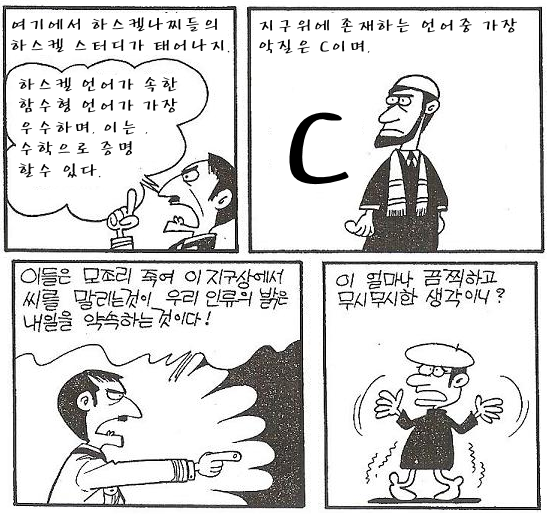 여기에서 하스켈나찌들의
하스켈 스터디가 태어나지.
하스켈 언어가 속한
함수형 언어가 가장
우수하며. 이는.
수학으로 증명
할수 있다.
지구위에 존재하는 언어중 가장
악질은 C이며.
C
이들은 모조리 죽여 이 지구상에서
씨를 말리는것이 우리 인류의 밝은
내일을 약속하는것이다!
이 얼마나 끔찍하고
무시무시한 생각이니?